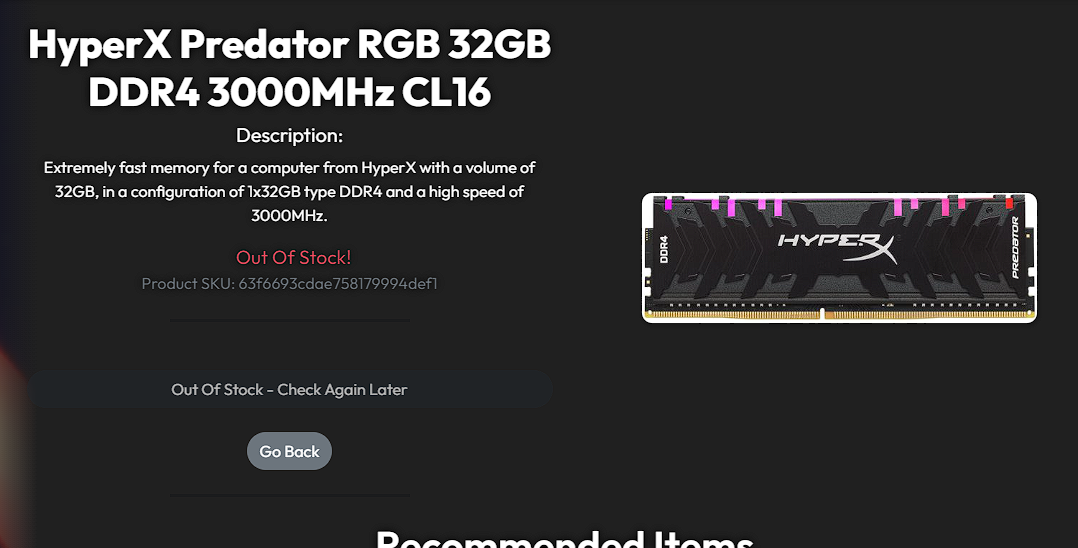 HyperX Predator RGB 32GB
DDR4 3000MHz CL16
Description:
Extremely fast memory for a computer from HyperX with a volume of
32GB, in a configuration of 1x32GB type DDR4 and a high speed of
3000MHz.
Out Of Stock!
Product SKU: 63f6693cdae758179994def1
Out Of Stock - Check Again Later
Go Back
DDR4
HYPERX
PREDATOR
Recommended Items